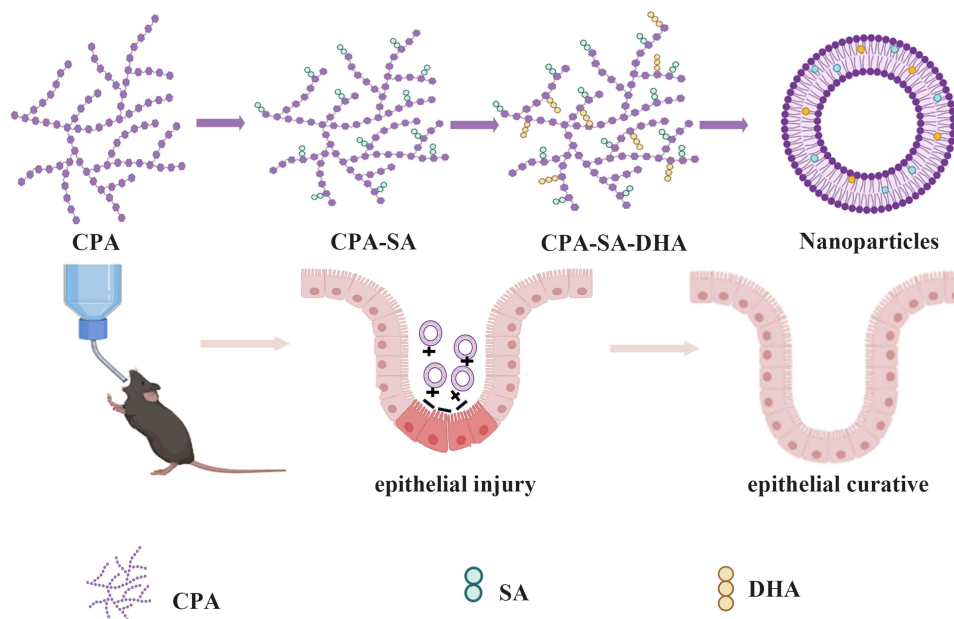 CPA
CPA-SA
CPA-SA-DHA
Nanoparticles
+
+
+
+
epithelial injury
epithelial curative
CPA
SA
DHA